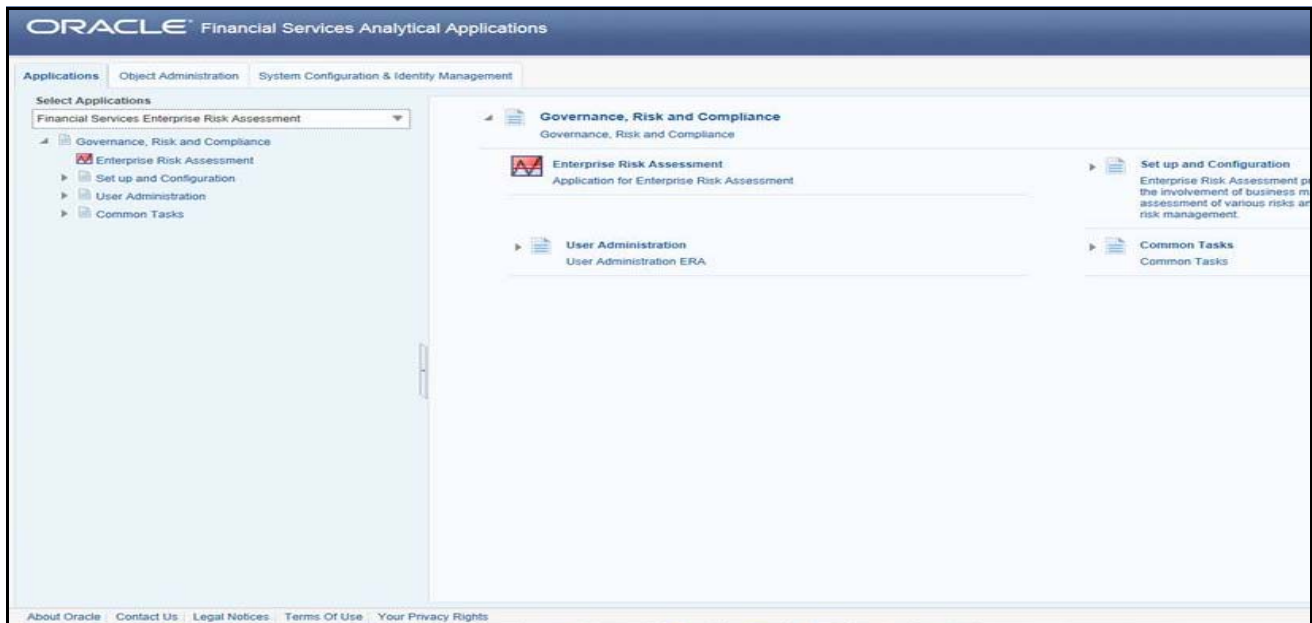 ORACLE Financial Services Analytical Applications
Applications Object Administration System Configuration & Identity Management
Select Applications
Financial Services Enterprise Risk Assessment
Governance, Risk and Compliance
Enterprise Risk Assessment
Set up and Configuration
User Administration
Common Tasks
Governance, Risk and Compliance
Governance, Risk and Compliance
Enterprise Risk Assessment
Application for Enterprise Risk Assessment
Set up and Configuration
Enterprise Risk Assessment
the involvement of business
assessment of various risks
risk management.
User Administration
User Administration ERA
Common Tasks
Common Tasks
About Oracle Contact Us Legal Notices Terms Of Use Your Privacy Rights